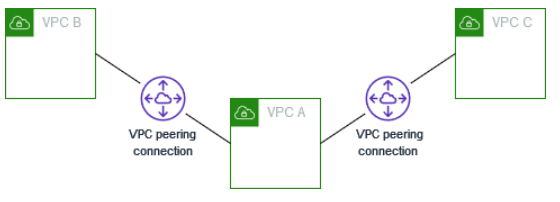 VPC B
VPC C
VPC A
VPC peering
connection
VPC peering
connection